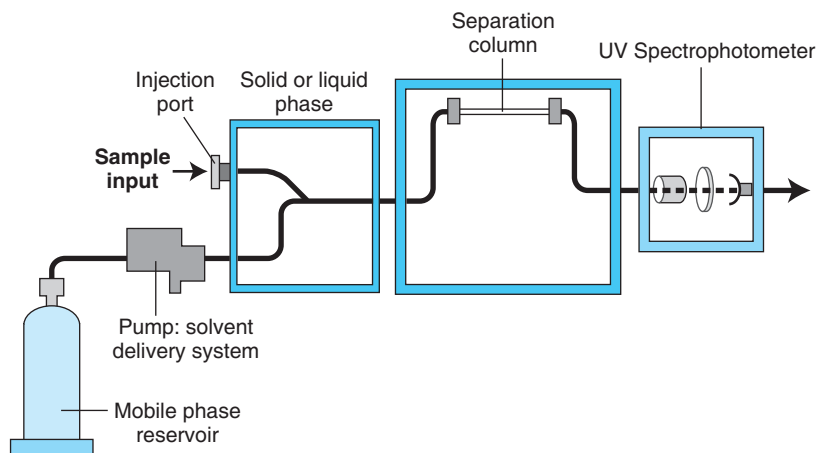 Separation
column
UV Spectrophotometer
Injection
port
Solid or liquid
phase
Sample
input
Pump: solvent
delivery system
Mobile phase
reservoir